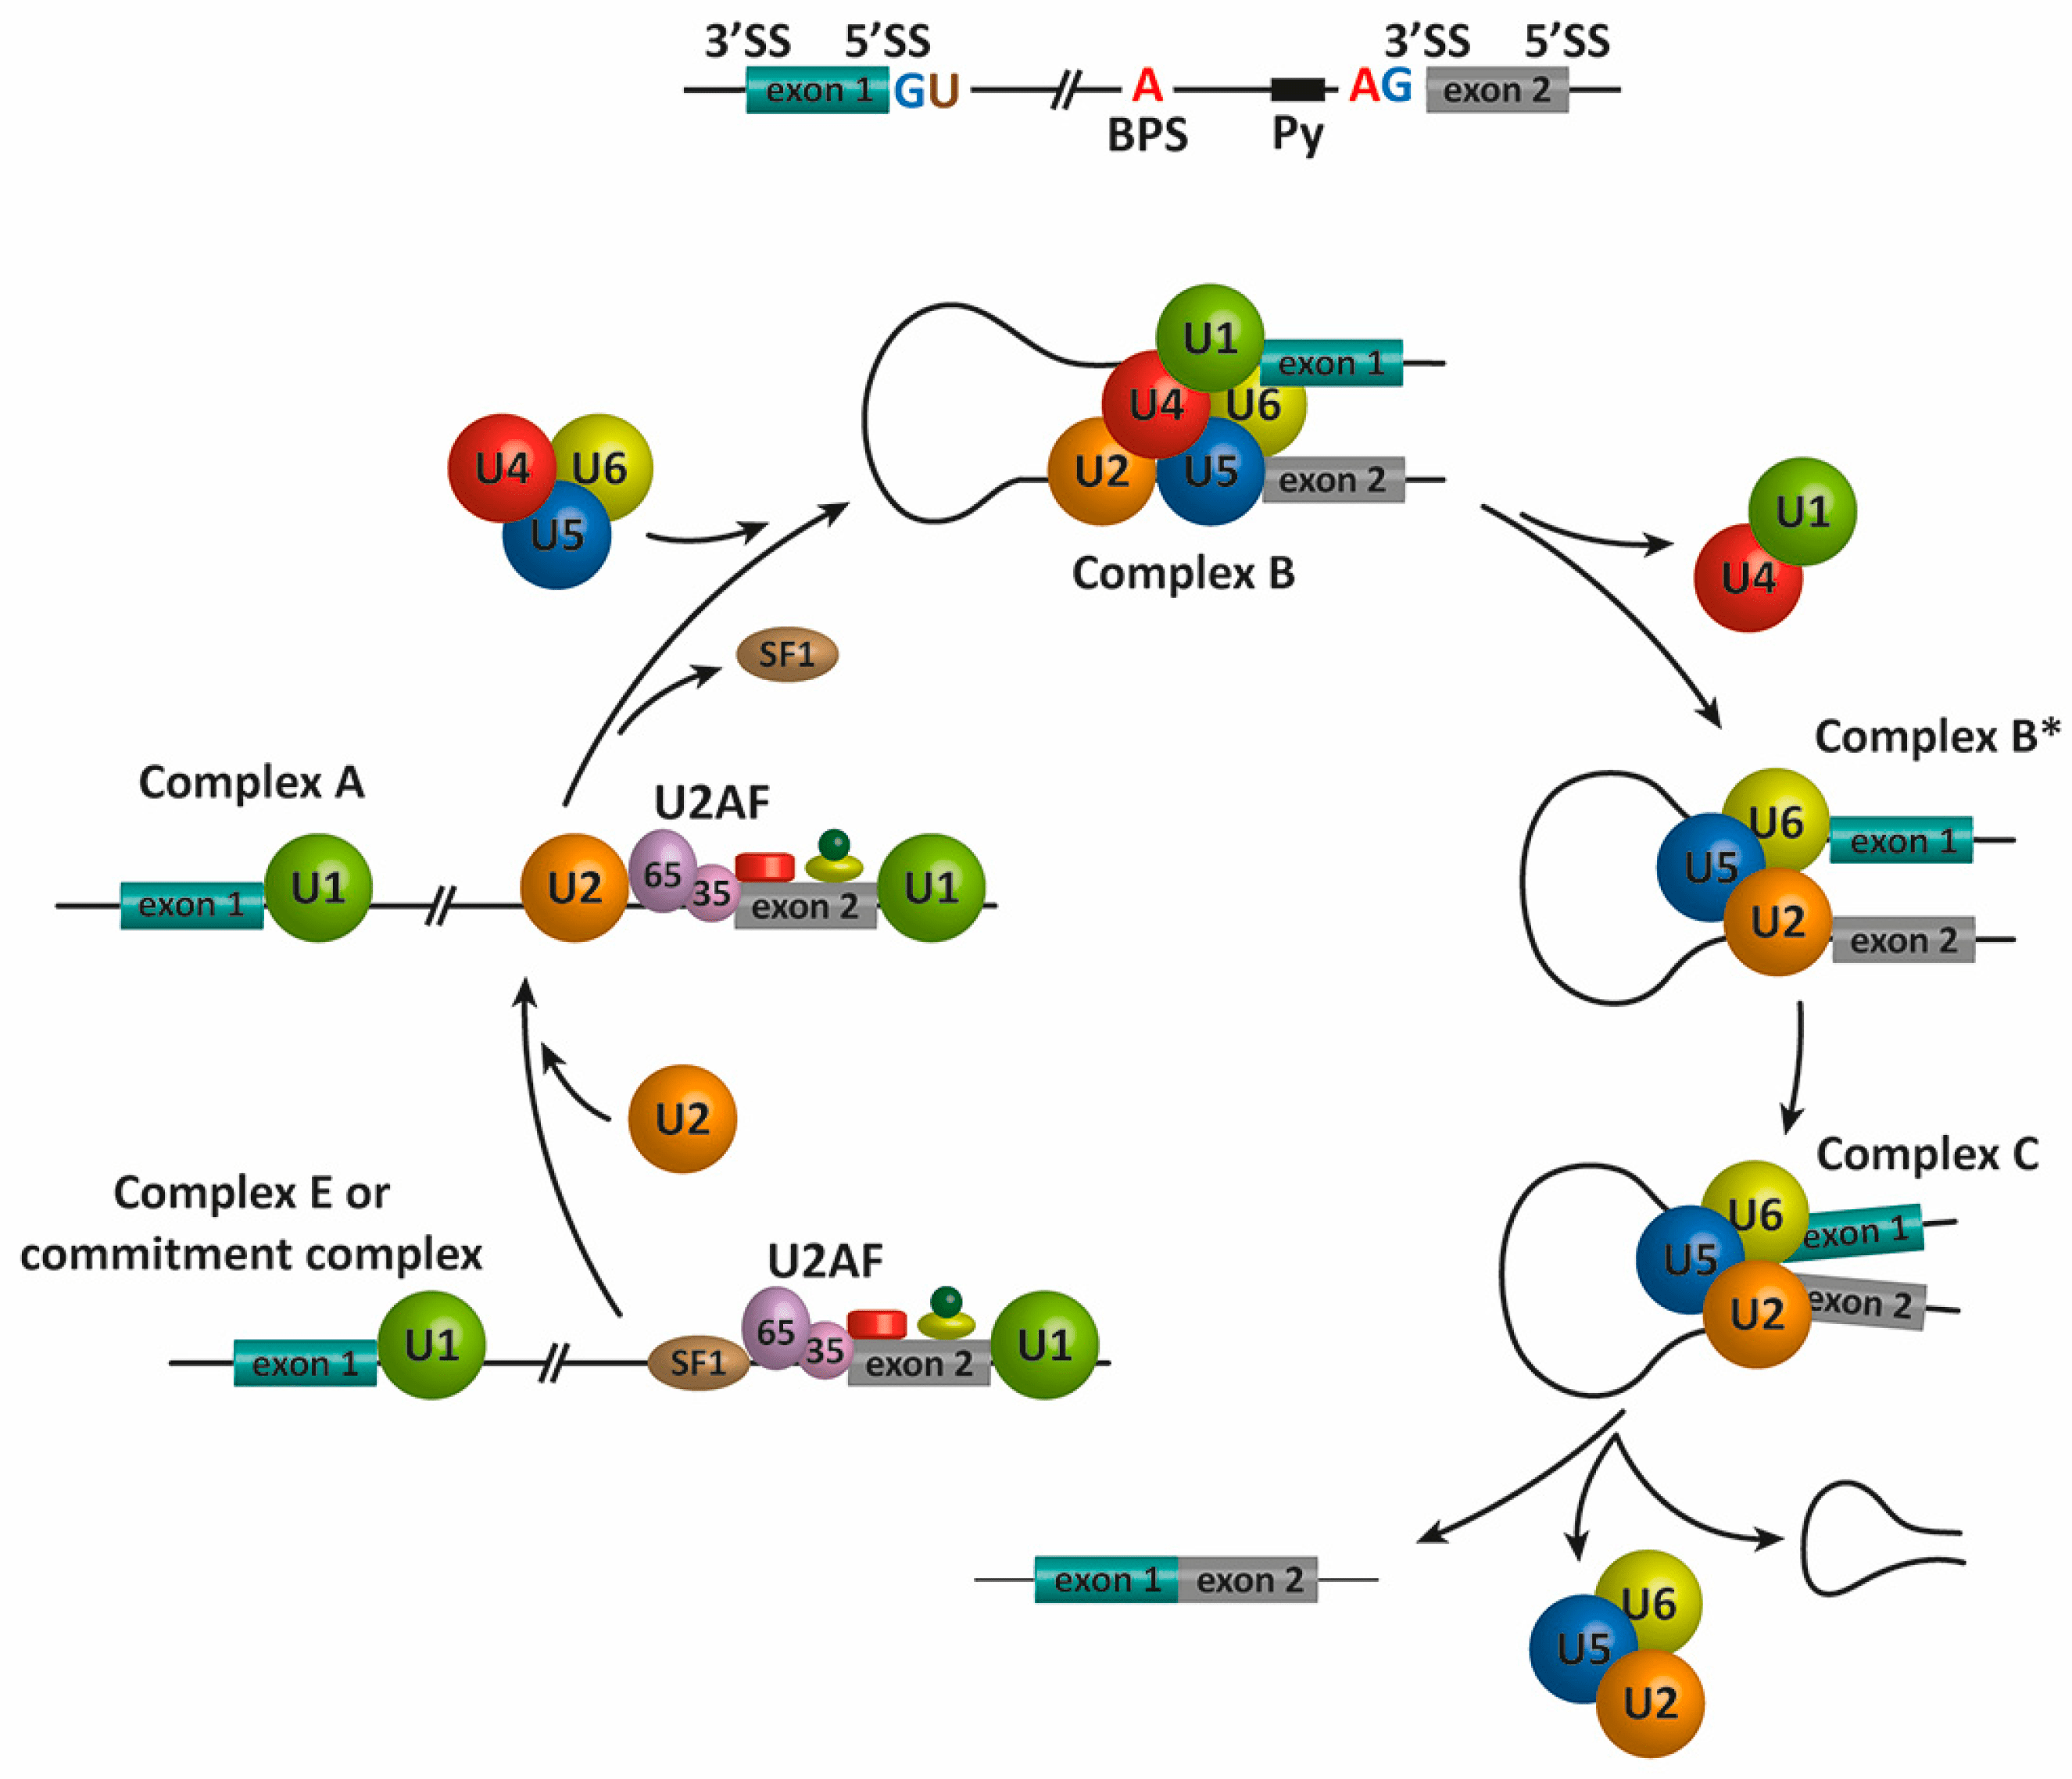 3'SS 5'SS 3'SS 5'SS
exon 1 GU A AG exon 2
BPS Py
U1
exon 1
U4 U6
U2 U5 exon 2
Complex B
U4 U6
U5
U1
U4
SF1
Complex A
U2AF
exon 1 U1 U2 65 35 exon 2 U1
Complex B*
U6
exon 1
U5
U2
exon 2
U2
Complex E or
commitment complex
U2AF
exon 1 U1 SF1 65 35 exon 2 U1
Complex C
U6
exon 1
U5
U2
exon 2
exon 1 exon 2
U6
U5
U2